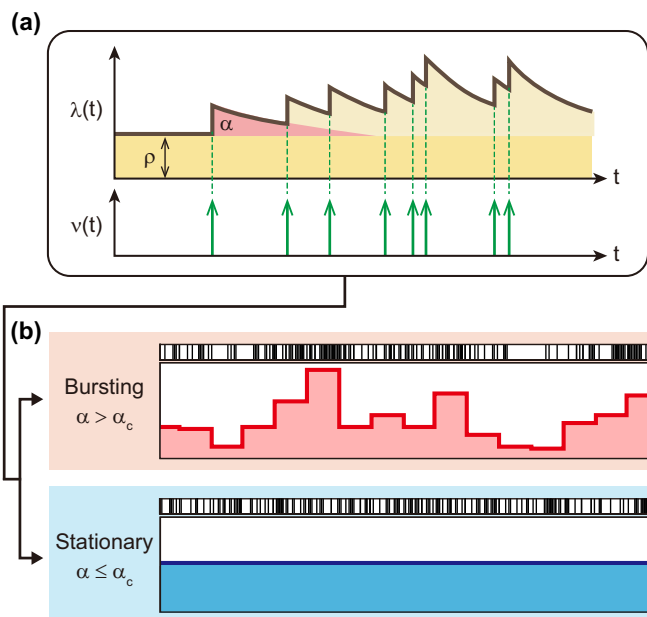 (a)
λ(t)
α
ρ
t
ν(t)
t
(b)
Bursting
α > α_c
Stationary
α ≤ α_c